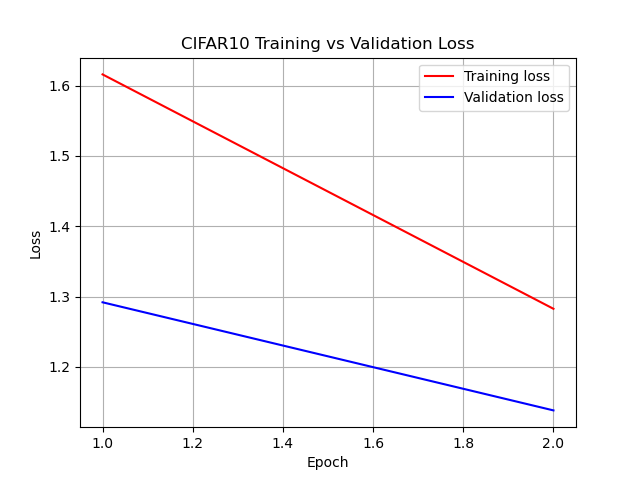 CIFAR10 Training vs Validation Loss
Training loss
Validation loss
1.6
1.5
1.4
1.3
1.2
Loss
1.0 1.2 1.4 1.6 1.8 2.0
Epoch